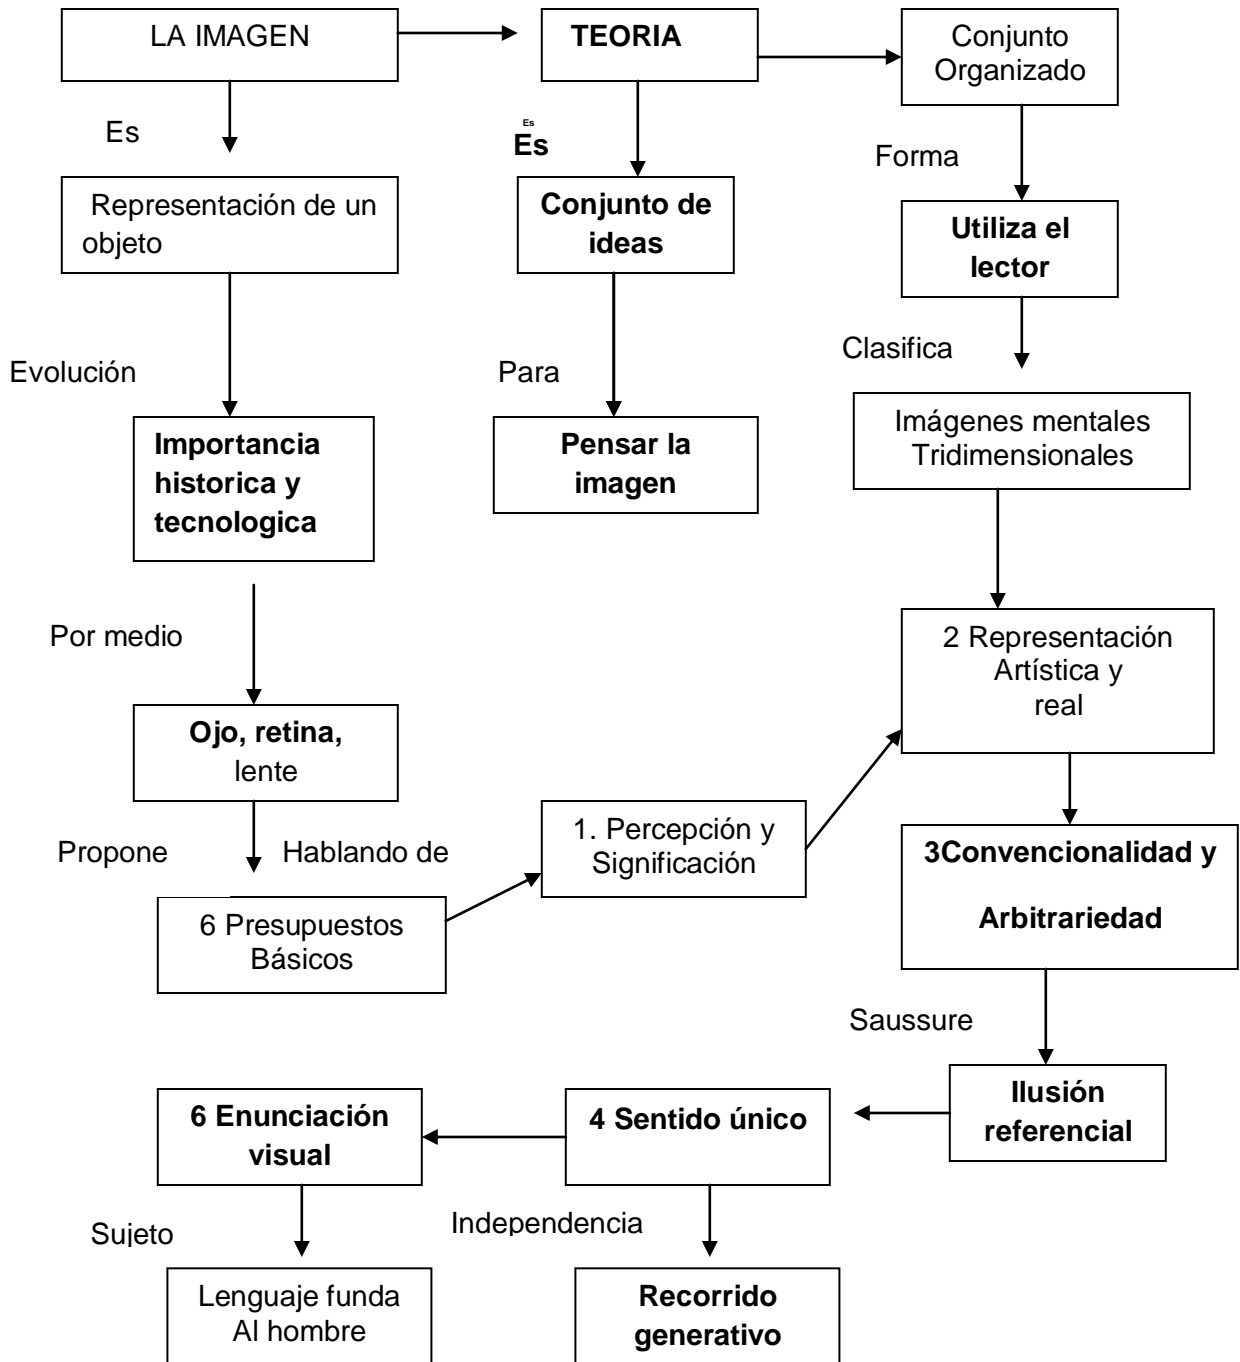 LA IMAGEN
TEORIA
Conjunto
Organizado
Es
Es
Es
Forma
Representación de un
objeto
Conjunto de
ideas
Utiliza el
lector
Evolución
Para
Clasifica
Importancia
historica y
tecnologica
Pensar la
imagen
Imágenes mentales
Tridimensionales
Por medio
2 Representación
Artística y
real
Ojo, retina,
lente
Propone
Hablando de
1. Percepción y
Significación
3Convencionalidad y
Arbitrariedad
6 Presupuestos
Básicos
Saussure
Ilusión
referencial
6 Enunciación
visual
4 Sentido único
Sujeto
Independencia
Lenguaje funda
Al hombre
Recorrido
generativo